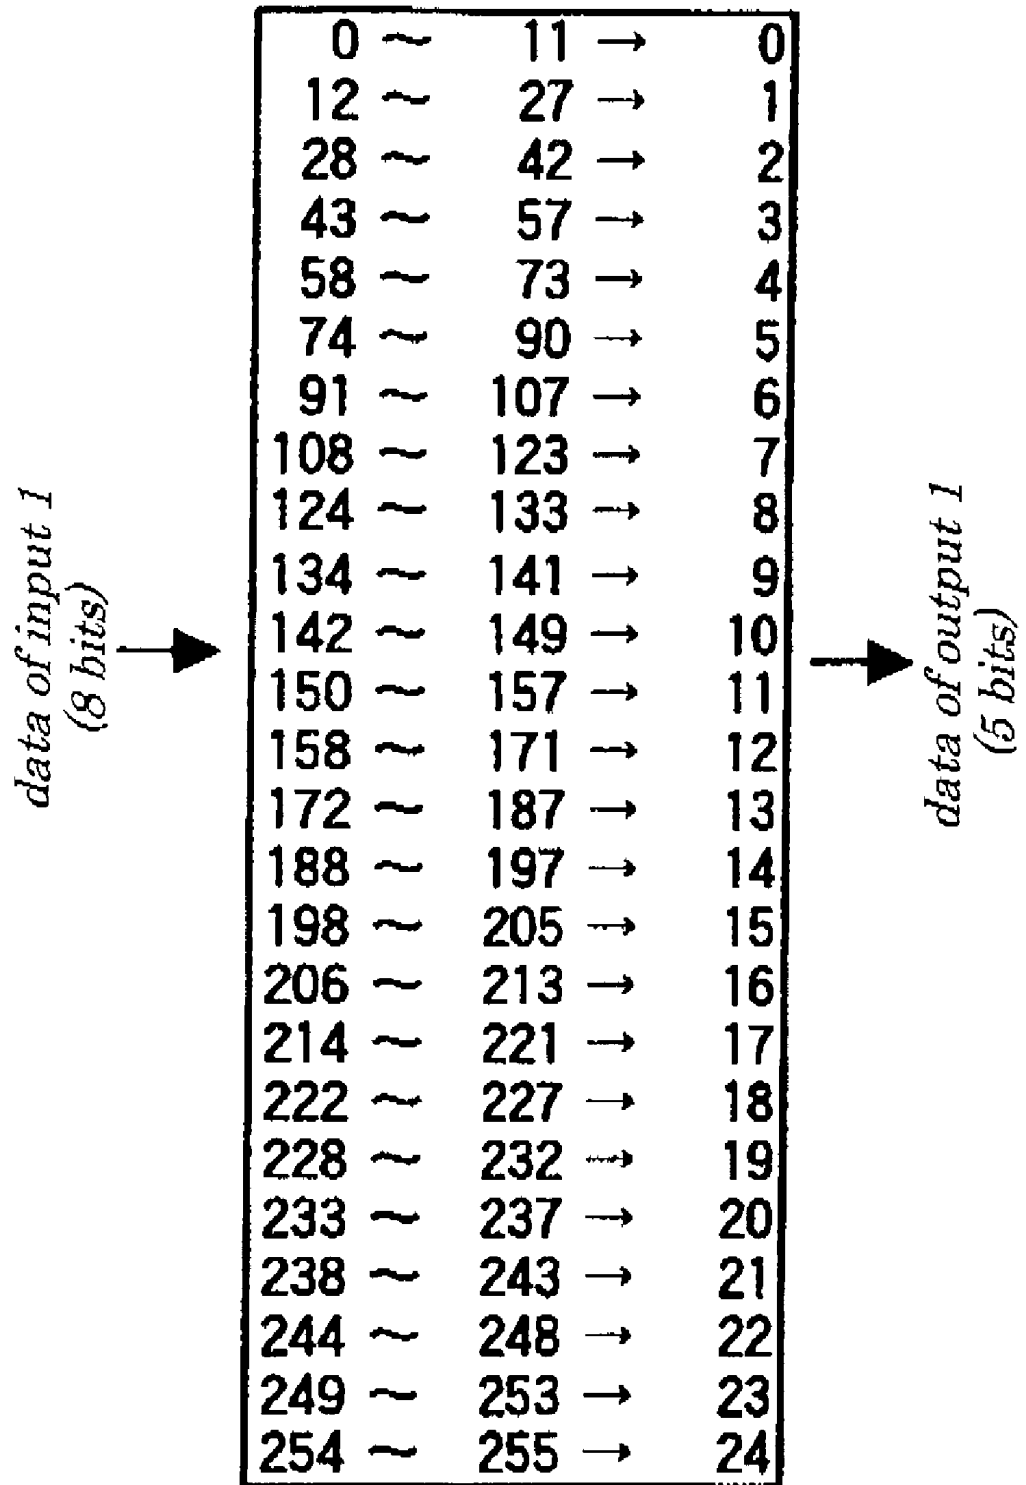 data of input 1
(8 bits)
0 ~ 11 → 0
12 ~ 27 → 1
28 ~ 42 → 2
43 ~ 57 → 3
58 ~ 73 → 4
74 ~ 90 → 5
91 ~ 107 → 6
108 ~ 123 → 7
124 ~ 133 → 8
134 ~ 141 → 9
142 ~ 149 → 10
150 ~ 157 → 11
158 ~ 171 → 12
172 ~ 187 → 13
188 ~ 197 → 14
198 ~ 205 → 15
206 ~ 213 → 16
214 ~ 221 → 17
222 ~ 227 → 18
228 ~ 232 → 19
233 ~ 237 → 20
238 ~ 243 → 21
244 ~ 248 → 22
249 ~ 253 → 23
254 ~ 255 → 24
data of output 1
(5 bits)